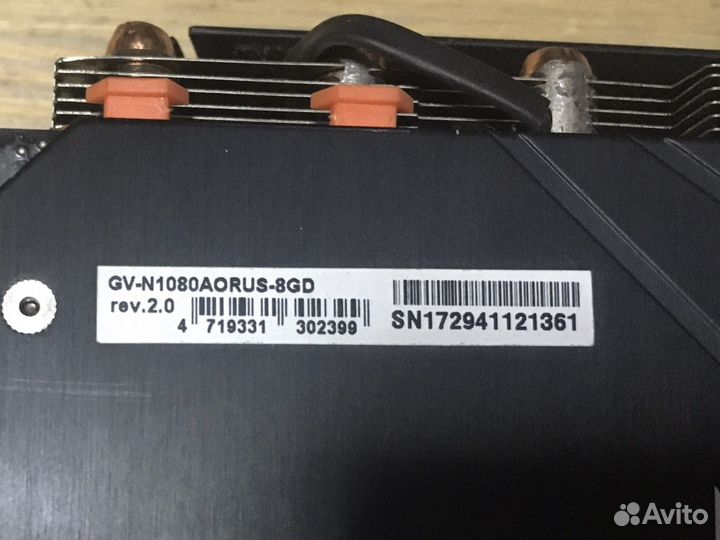 GV-N1080AORUS-8GD
rev.2.0
4 719331 302399
SN172941121361
Avito